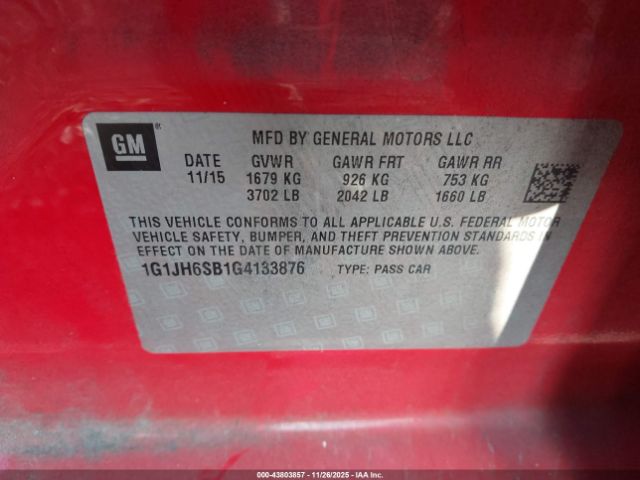 GM
MFD BY GENERAL MOTORS LLC
DATE GVWR GAWR FRT GAWR RR
11/15 1679 KG 926 KG 753 KG
3702 LB 2042 LB 1660 LB
THIS VEHICLE CONFORMS TO ALL APPLICABLE U.S. FEDERAL MOTOR
VEHICLE SAFETY, BUMPER, AND THEFT PREVENTION STANDARDS IN
EFFECT ON THE DATE OF MANUFACTURE SHOWN ABOVE.
1G1JH6SB1G4133876 TYPE: PASS CAR
000-43803857 - 11/26/2025 - IAA Inc.